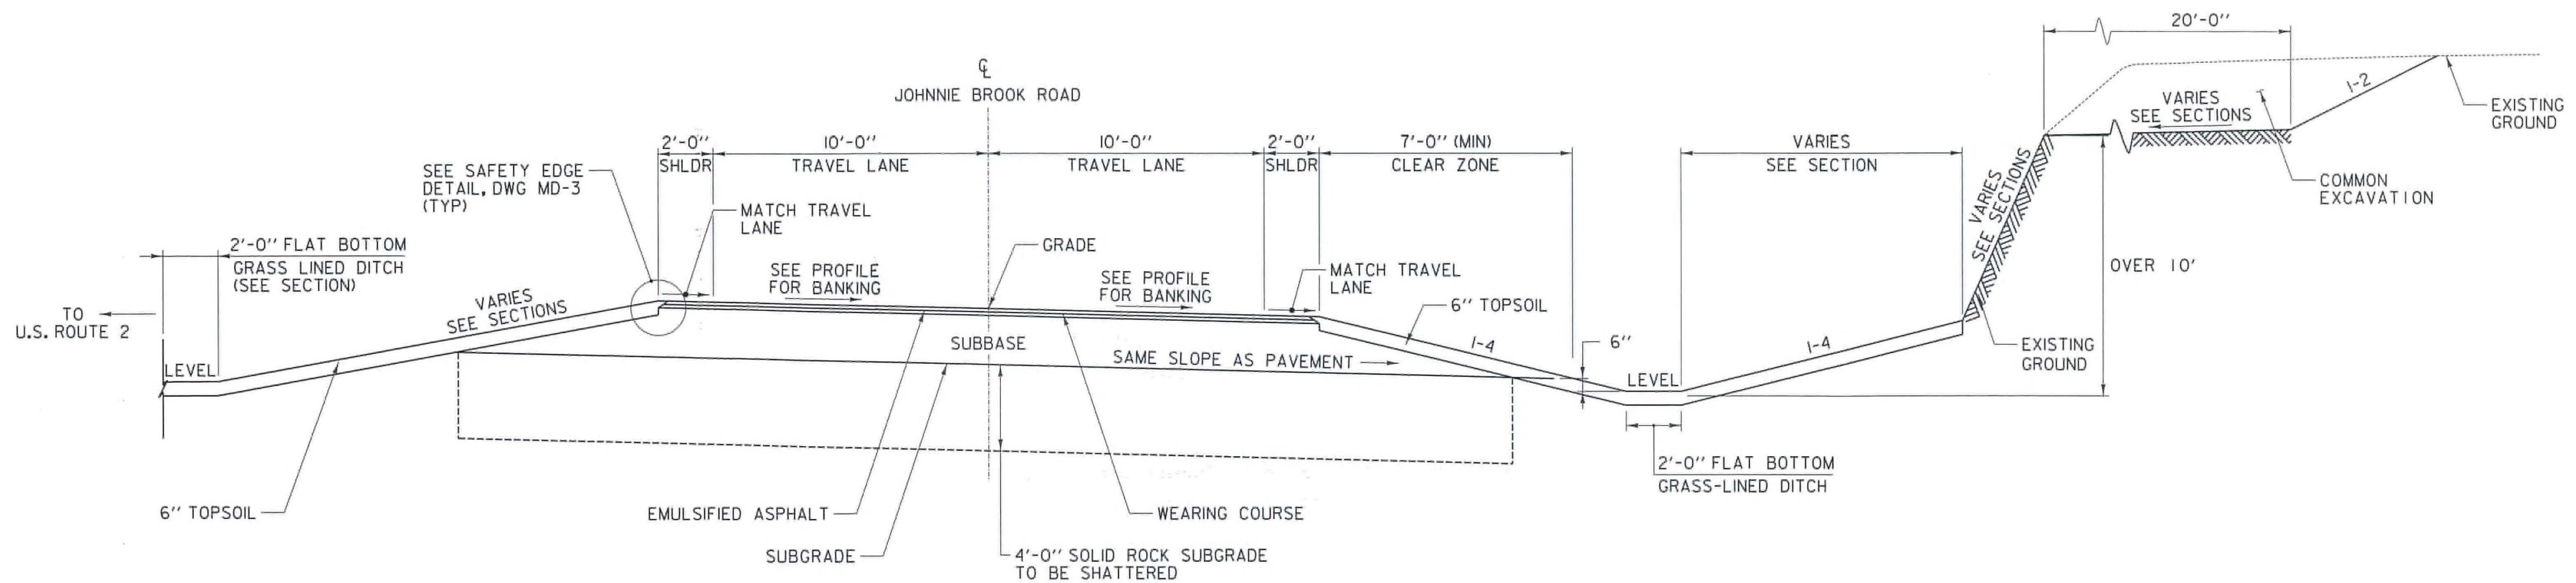 20'-0"
℄
JOHNNIE BROOK ROAD
1-2
VARIES
SEE SECTIONS
EXISTING
GROUND
2'-0"
SHLDR
10'-0"
TRAVEL LANE
10'-0"
TRAVEL LANE
2'-0"
SHLDR
7'-0" (MIN)
CLEAR ZONE
VARIES
SEE SECTION
SEE SAFETY EDGE
DETAIL, DWG MD-3
(TYP)
COMMON
EXCAVATION
VARIES
SEE SECTIONS
MATCH TRAVEL
LANE
2'-0" FLAT BOTTOM
GRASS LINED DITCH
(SEE SECTION)
GRADE
SEE PROFILE
FOR BANKING
SEE PROFILE
FOR BANKING
MATCH TRAVEL
LANE
OVER 10'
VARIES
SEE SECTIONS
6" TOPSOIL
TO
U.S. ROUTE 2
SUBBASE
1-4
6"
1-4
EXISTING
GROUND
SAME SLOPE AS PAVEMENT
LEVEL
LEVEL
2'-0" FLAT BOTTOM
GRASS-LINED DITCH
6" TOPSOIL
EMULSIFIED ASPHALT
WEARING COURSE
SUBGRADE
4'-0" SOLID ROCK SUBGRADE
TO BE SHATTERED